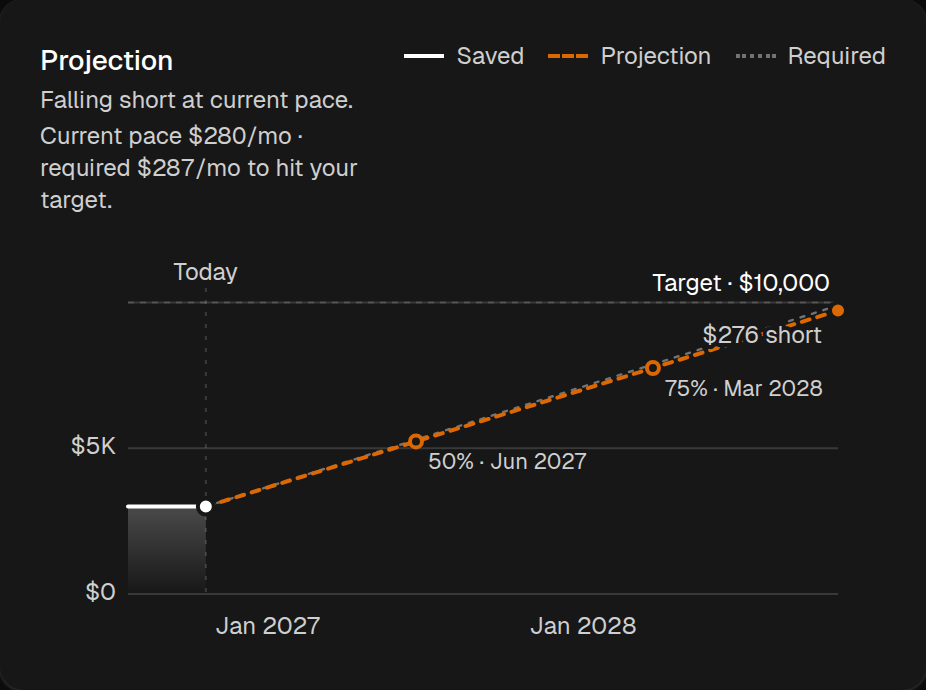 Projection
Saved
Projection
Required
Falling short at current pace.
Current pace $280/mo ·
required $287/mo to hit your
target.
Today
Target · $10,000
$276 short
75% · Mar 2028
$5K
50% · Jun 2027
$0
Jan 2027
Jan 2028